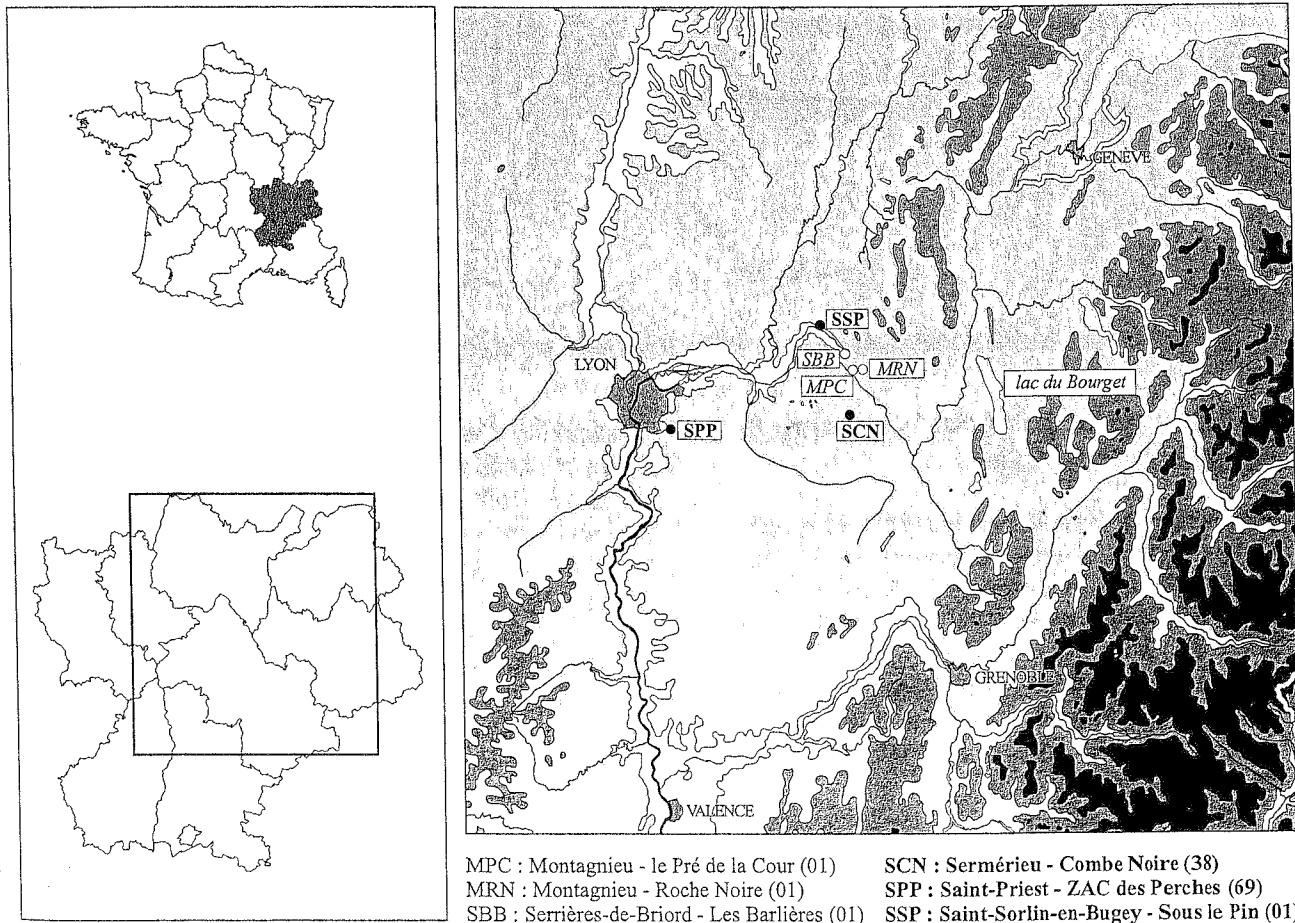 GENEVE
SSP
LYON
SBB
MRN
MPC
lac du Bourget
SPP
SCN
GRENOBLE
VALENCE
MPC : Montagnieu - le Pré de la Cour (01)
MRN : Montagnieu - Roche Noire (01)
SBB : Serrières-de-Briord - Les Barlières (01)
SCN : Sermérieu - Combe Noire (38)
SPP : Saint-Priest - ZAC des Perches (69)
SSP : Saint-Sorlin-en-Bugey - Sous le Pin (01)